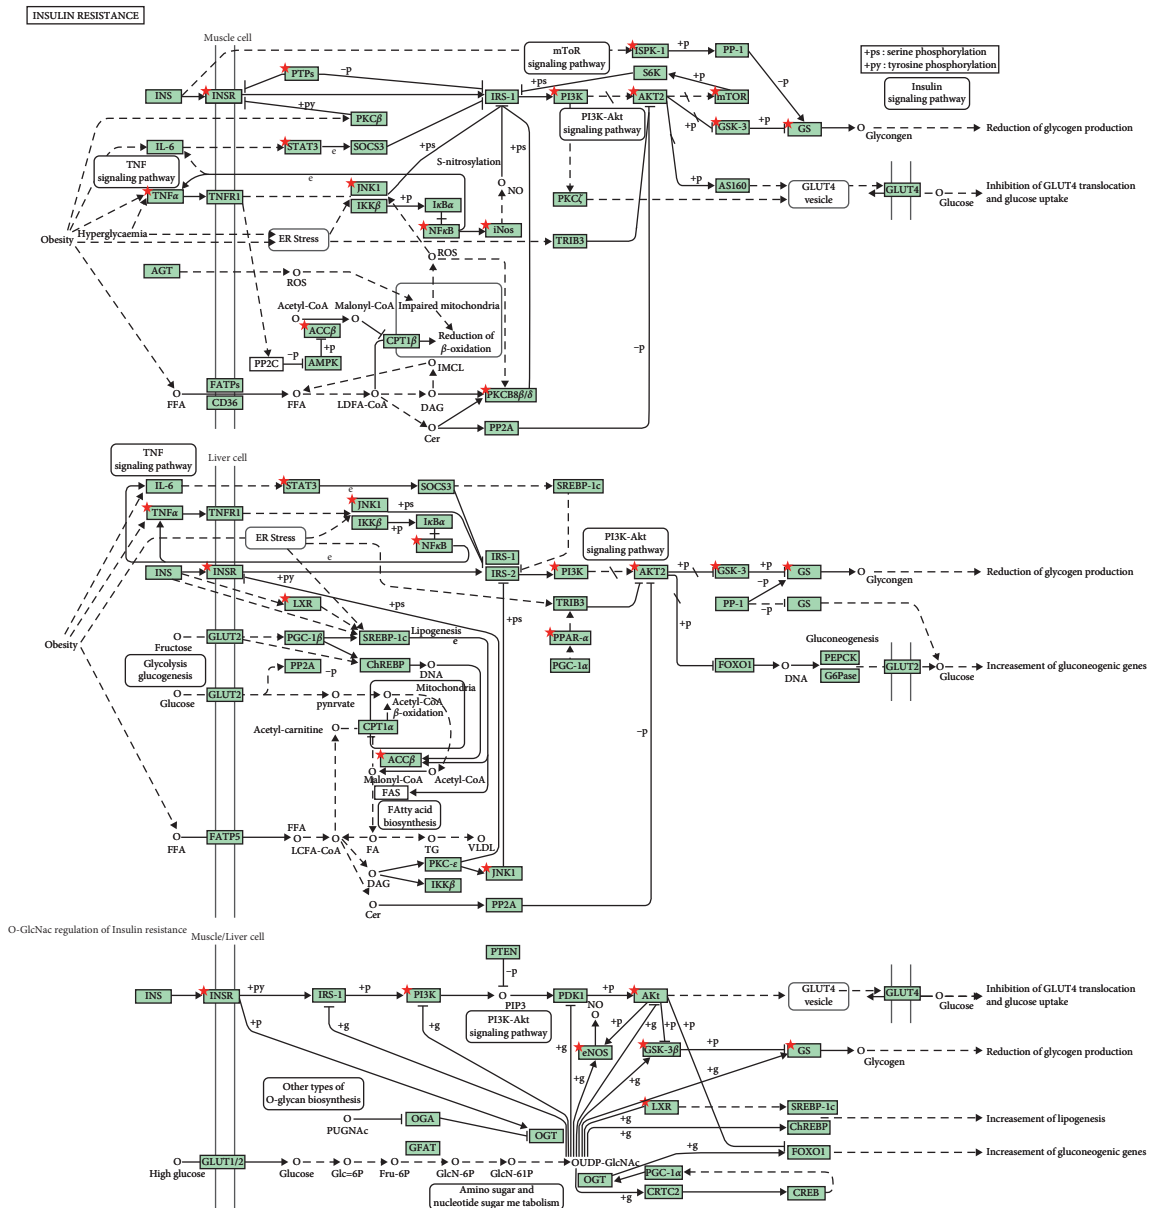 INSULIN RESISTANCE
Muscle cell
mToR
signaling pathway
ISPK-1
+p
PP-1
+ps : serine phosphorylation
+py : tyrosine phosphorylation
PTPs
–p
+ps
S6K
+p
–p
Insulin
signaling pathway
INS
INSR
IRS-1
PI3K
AKT2
mTOR
+py
PKCβ
PI3K-Akt
signaling pathway
+p
GSK-3
+p
GS
Glycongen
Reduction of glycogen production
IL-6
STAT3
e
SOCS3
+ps
+ps
TNF
signaling pathway
S-nitrosylation
e
TNFα
TNFR1
JNK1
IKKβ
+p
IκBα
NO
PKCζ
+p
AS160
GLUT4
vesicle
GLUT4
Glucose
Inhibition of GLUT4 translocation
and glucose uptake
NFκB
iNos
Obesity
Hyperglycaemia
ER Stress
TRIB3
ROS
AGT
ROS
Acetyl-CoA
Malonyl-CoA
Impaired mitochondria
ACCβ
+p
CPT1β
Reduction of
β-oxidation
PP2C
–p
AMPK
–p
IMCL
FATPs
CD36
FFA
FFA
LDFA-CoA
DAG
PKCB8β/δ
Cer
PP2A
TNF
signaling pathway
Liver cell
IL-6
STAT3
e
SOCS3
SREBP-1c
TNFα
TNFR1
JNK1
+ps
IKKβ
+p
IκBα
ER Stress
NFκB
PI3K-Akt
signaling pathway
e
IRS-1
IRS-2
INS
INSR
+py
PI3K
AKT2
+p
GSK-3
+p
GS
Glycongen
Reduction of glycogen production
–p
LXR
+ps
TRIB3
PP-1
–p
GS
+ps
+p
Obesity
Fructose
GLUT2
PGC-1β
SREBP-1c
Lipogenesis
e
PPAR-α
Gluconeogenesis
Glycolysis
glucogenesis
PP2A
–p
ChREBP
DNA
PGC-1α
FOXO1
DNA
PEPCK
G6Pase
GLUT2
Glucose
Increasement of gluconeogenic genes
Glucose
GLUT2
pynrvate
Mitochondria
Acetyl-CoA
β-oxidation
Acetyl-carnitine
CPT1α
–p
ACCβ
Malonyl-CoA
Acetyl-CoA
FAS
FAtty acid
biosynthesis
FFA
FATP5
FFA
LCFA-CoA
FA
TG
VLDL
PKC-ε
JNK1
DAG
IKKβ
Cer
PP2A
O-GlcNac regulation of Insulin resistance
Muscle/Liver cell
PTEN
–p
INS
INSR
+py
IRS-1
+p
PI3K
PIP3
PDK1
+p
AKt
GLUT4
vesicle
GLUT4
Glucose
Inhibition of GLUT4 translocation
and glucose uptake
NO
+p
+g
PI3K-Akt
signaling pathway
+g
+p
+p
+g
eNOS
GSK-3β
+p
GS
Glycogen
Reduction of glycogen production
+g
+g
+g
Other types of
O-glycan biosynthesis
LXR
SREBP-1c
+g
ChREBP
Increasement of lipogenesis
PUGNAc
OGA
+g
OGT
GFAT
+g
FOXO1
Increasement of gluconeogenic genes
High glucose
GLUT1/2
Glucose
Glc=6P
Fru-6P
GlcN-6P
GlcN-61P
UDP-GlcNAc
OGT
PGC-1α
Amino sugar and
nucleotide sugar me tabolism
+g
CRTC2
CREB